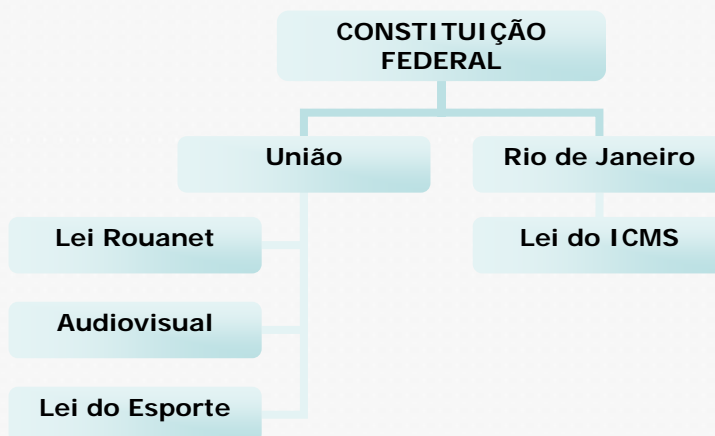 CONSTITUIÇÃO
FEDERAL
União
Rio de Janeiro
Lei Rouanet
Lei do ICMS
Audiovisual
Lei do Esporte